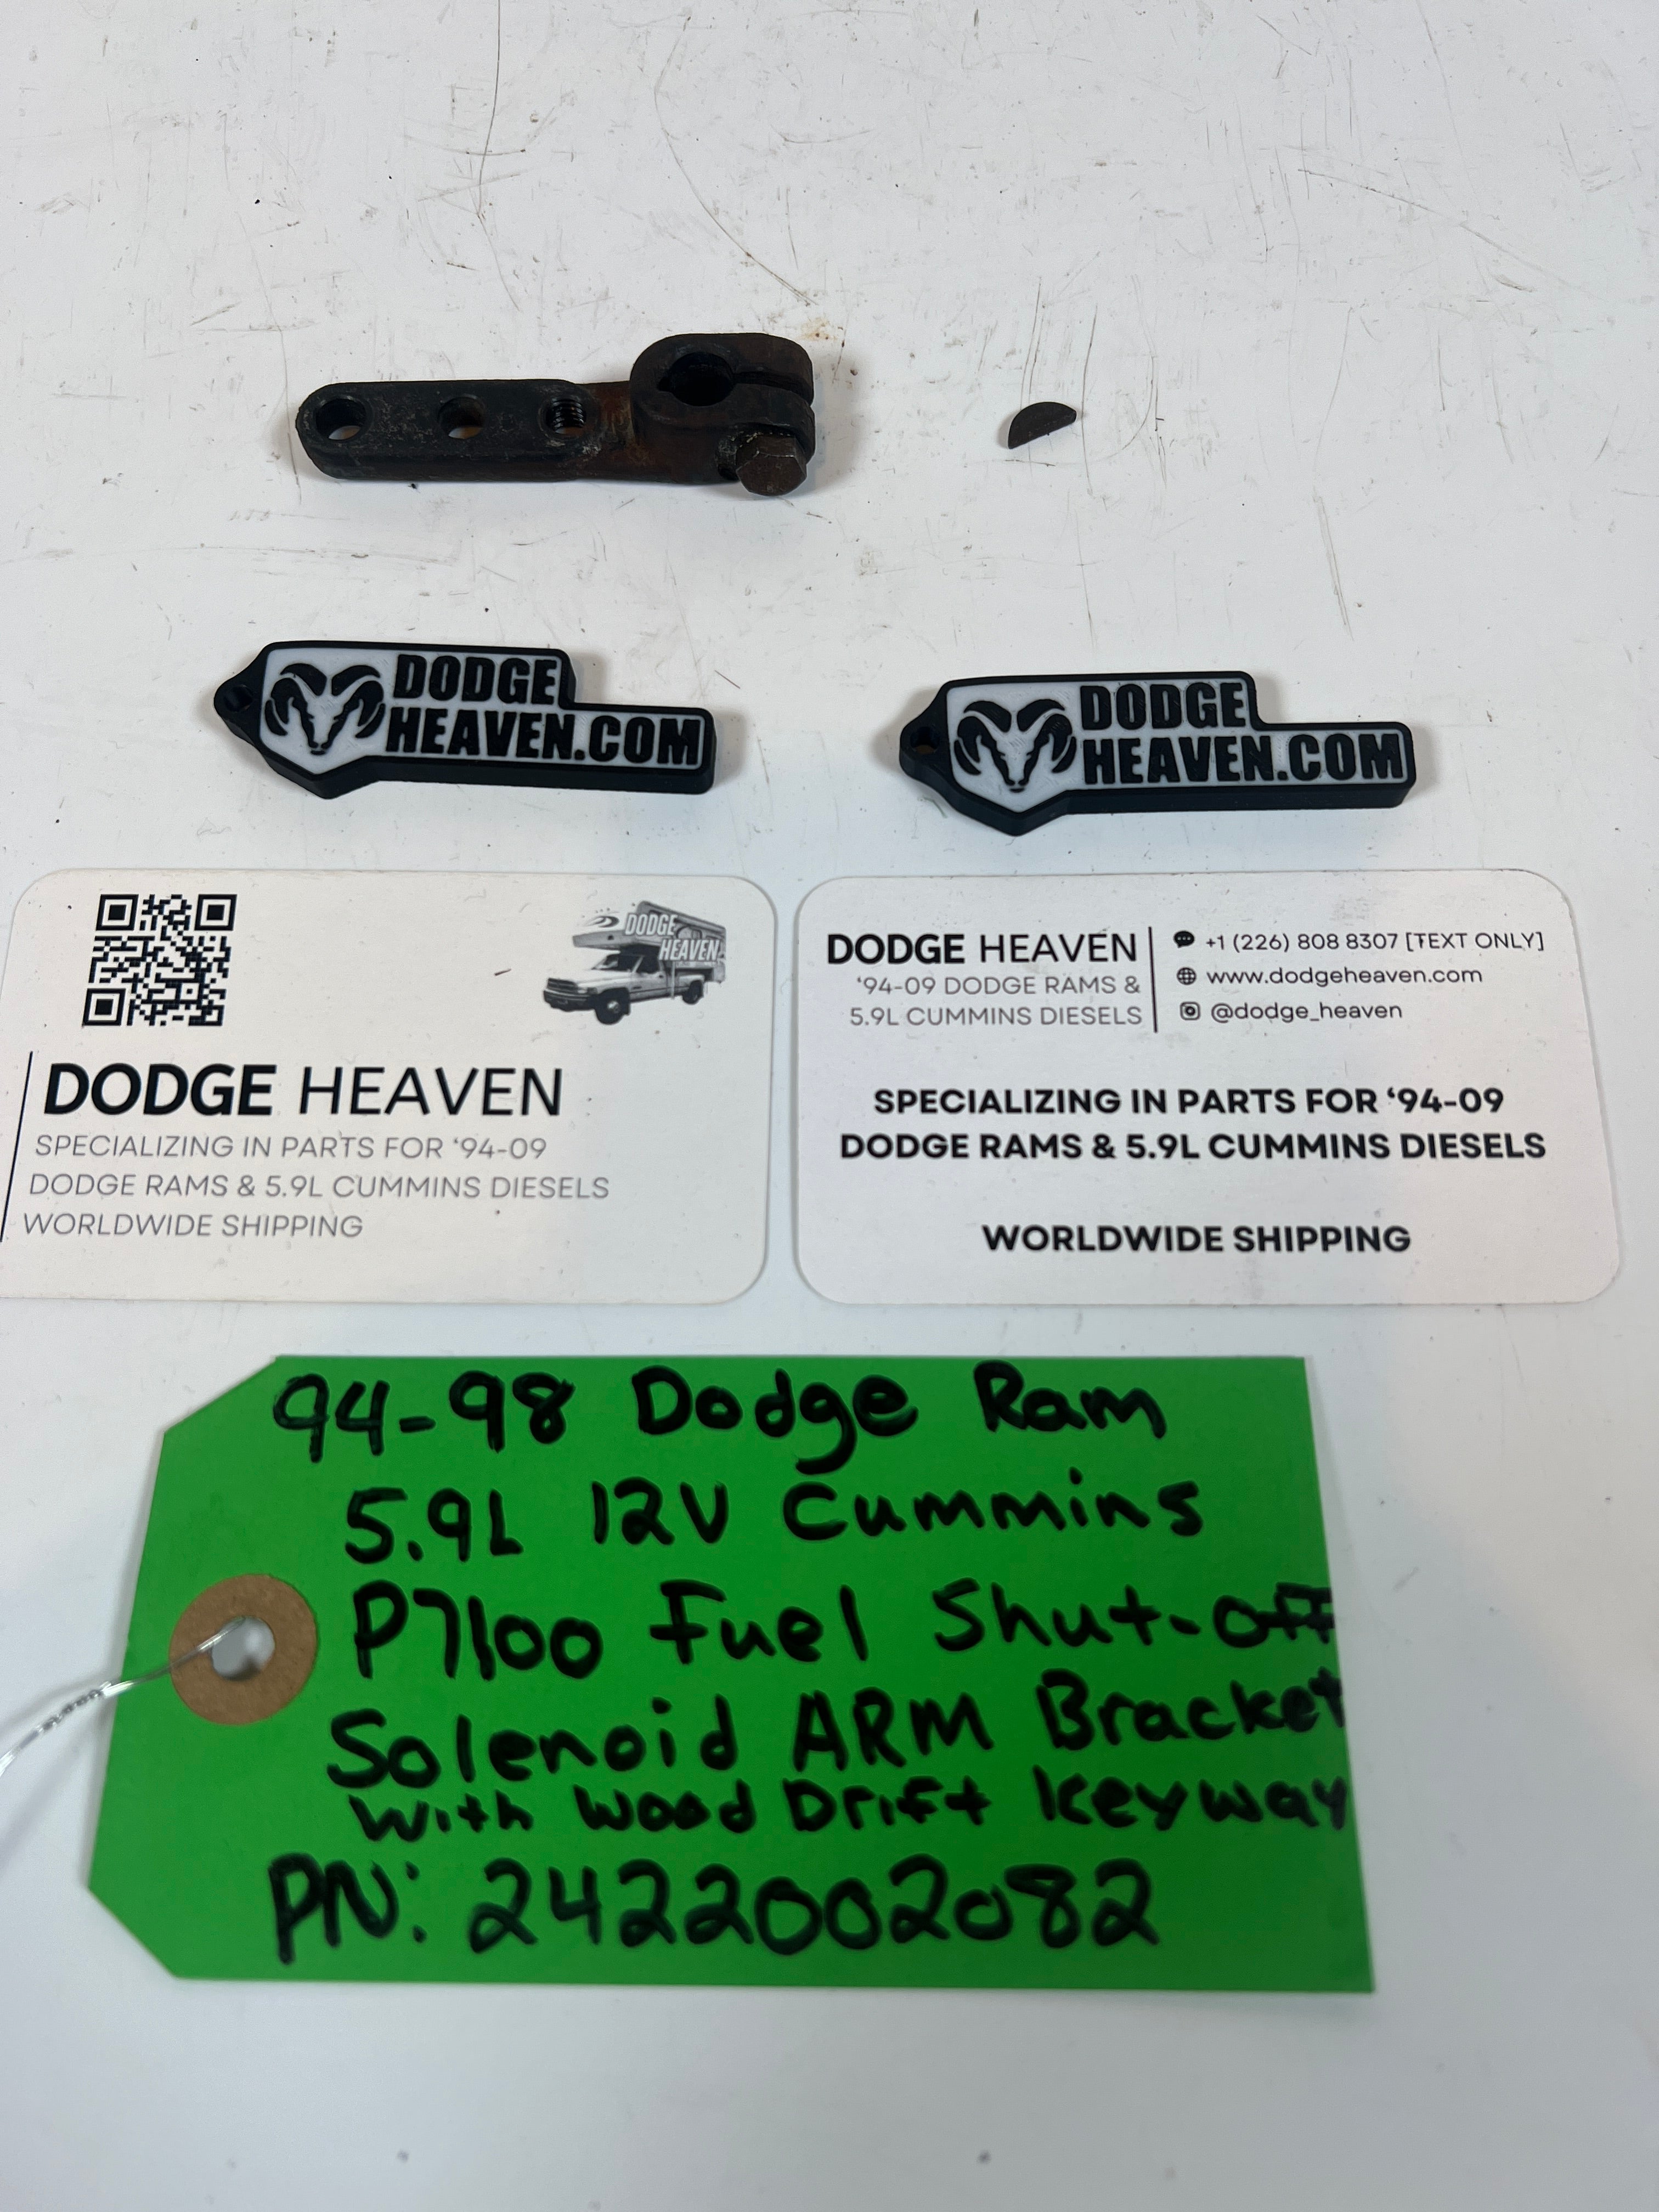 DODGE
HEAVEN.COM
DODGE
HEAVEN.COM
DODGE
HEAVEN
DODGE HEAVEN
SPECIALIZING IN PARTS FOR ‘94-09
DODGE RAMS & 5.9L CUMMINS DIESELS
WORLDWIDE SHIPPING
DODGE HEAVEN
‘94-09 DODGE RAMS &
5.9L CUMMINS DIESELS
+1 (226) 808 8307 [TEXT ONLY]
www.dodgeheaven.com
@dodge_heaven
SPECIALIZING IN PARTS FOR ‘94-09
DODGE RAMS & 5.9L CUMMINS DIESELS
WORLDWIDE SHIPPING
94-98 Dodge Ram
5.9L 12V Cummins
P7100 Fuel Shut-off
Solenoid ARM Bracket
With Wood Drift Keyway
PN: 2422002082